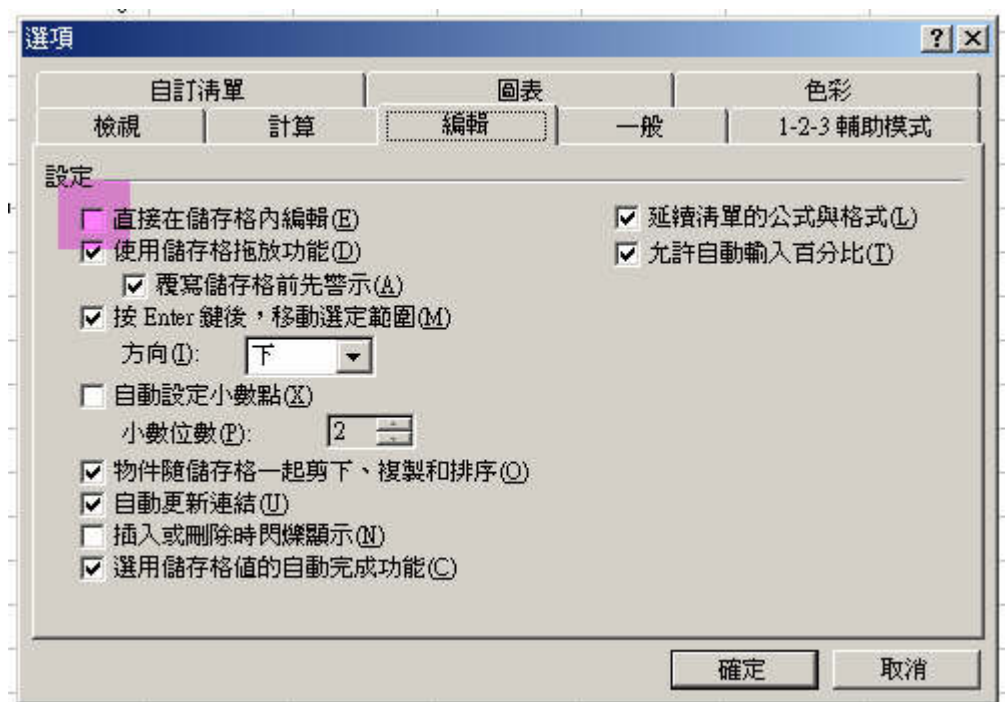 選項
自訂清單 圖表 色彩
檢視 計算 編輯 一般 1-2-3 輔助模式
設定
直接在儲存格內編輯(E)
使用儲存格拖放功能(D)
覆寫儲存格前先警示(A)
按 Enter 鍵後，移動選定範圍(M)
方向(I): 下
自動設定小數點(X)
小數位數(P): 2
物件隨儲存格一起剪下、複製和排序(O)
自動更新連結(U)
插入或刪除時閃爍顯示(N)
選用儲存格值的自動完成功能(C)
延續清單的公式與格式(L)
允許自動輸入百分比(T)
確定 取消